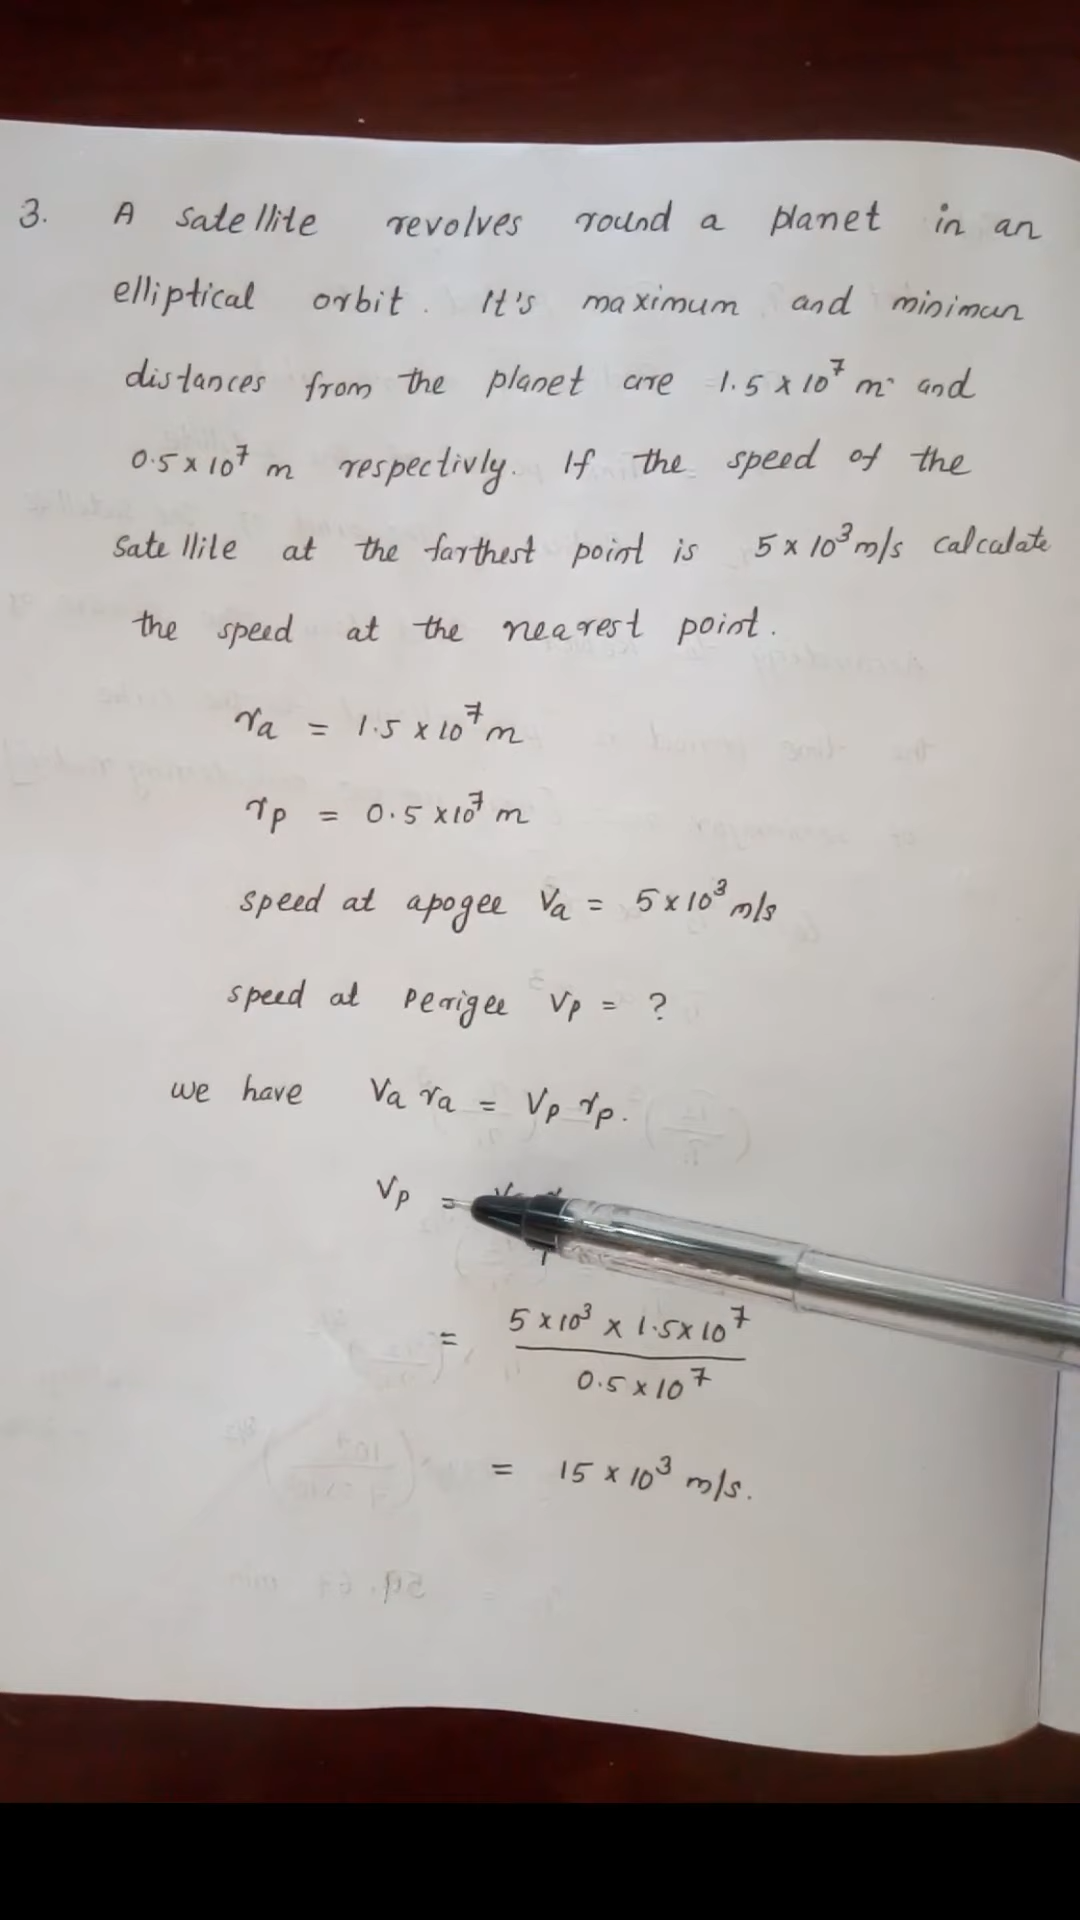 3. A satellite revolves round a planet in an
elliptical orbit. It's maximum and minimun
distances from the planet are 1.5 × 10⁷ m and
0.5 × 10⁷ m respectivly. If the speed of the
satellite at the farthest point is 5 × 10³ m/s calculate
the speed at the nearest point.
ra = 1.5 × 10⁷ m
rp = 0.5 × 10⁷ m
speed at apogee Va = 5 × 10³ m/s
speed at perigee Vp = ?
we have Va ra = Vp rp.
Vp =
= 5 × 10³ × 1.5 × 10⁷
0.5 × 10⁷
= 15 × 10³ m/s.